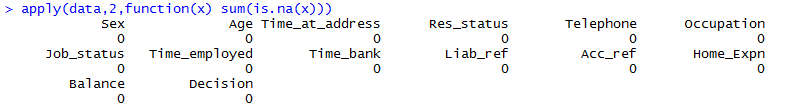 > apply(data,2,function(x) sum(is.na(x)))
Sex Age Time_at_address Res_status Telephone Occupation
0 0 0 0 0 0
Job_status Time_employed Time_bank Liab_ref Acc_ref Home_Expn
0 0 0 0 0 0
Balance Decision
0 0